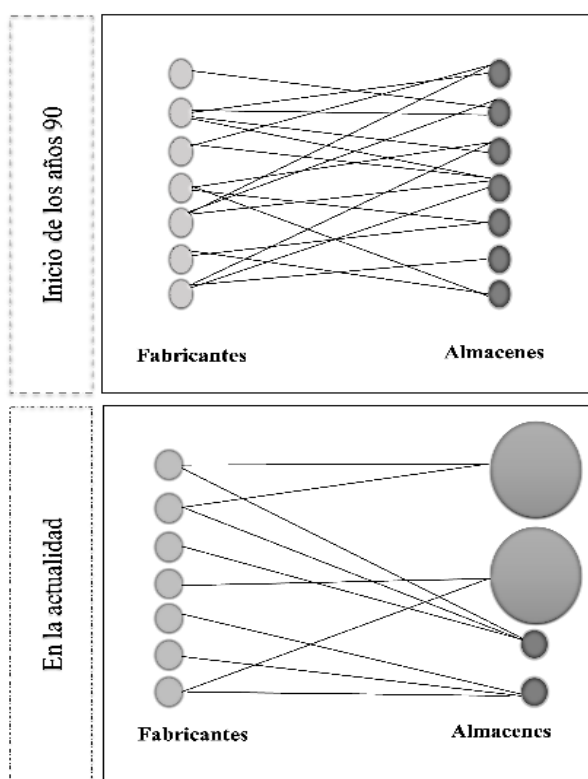 Inicio de los años 90
Fabricantes
Almacenes
En la actualidad
Fabricantes
Almacenes